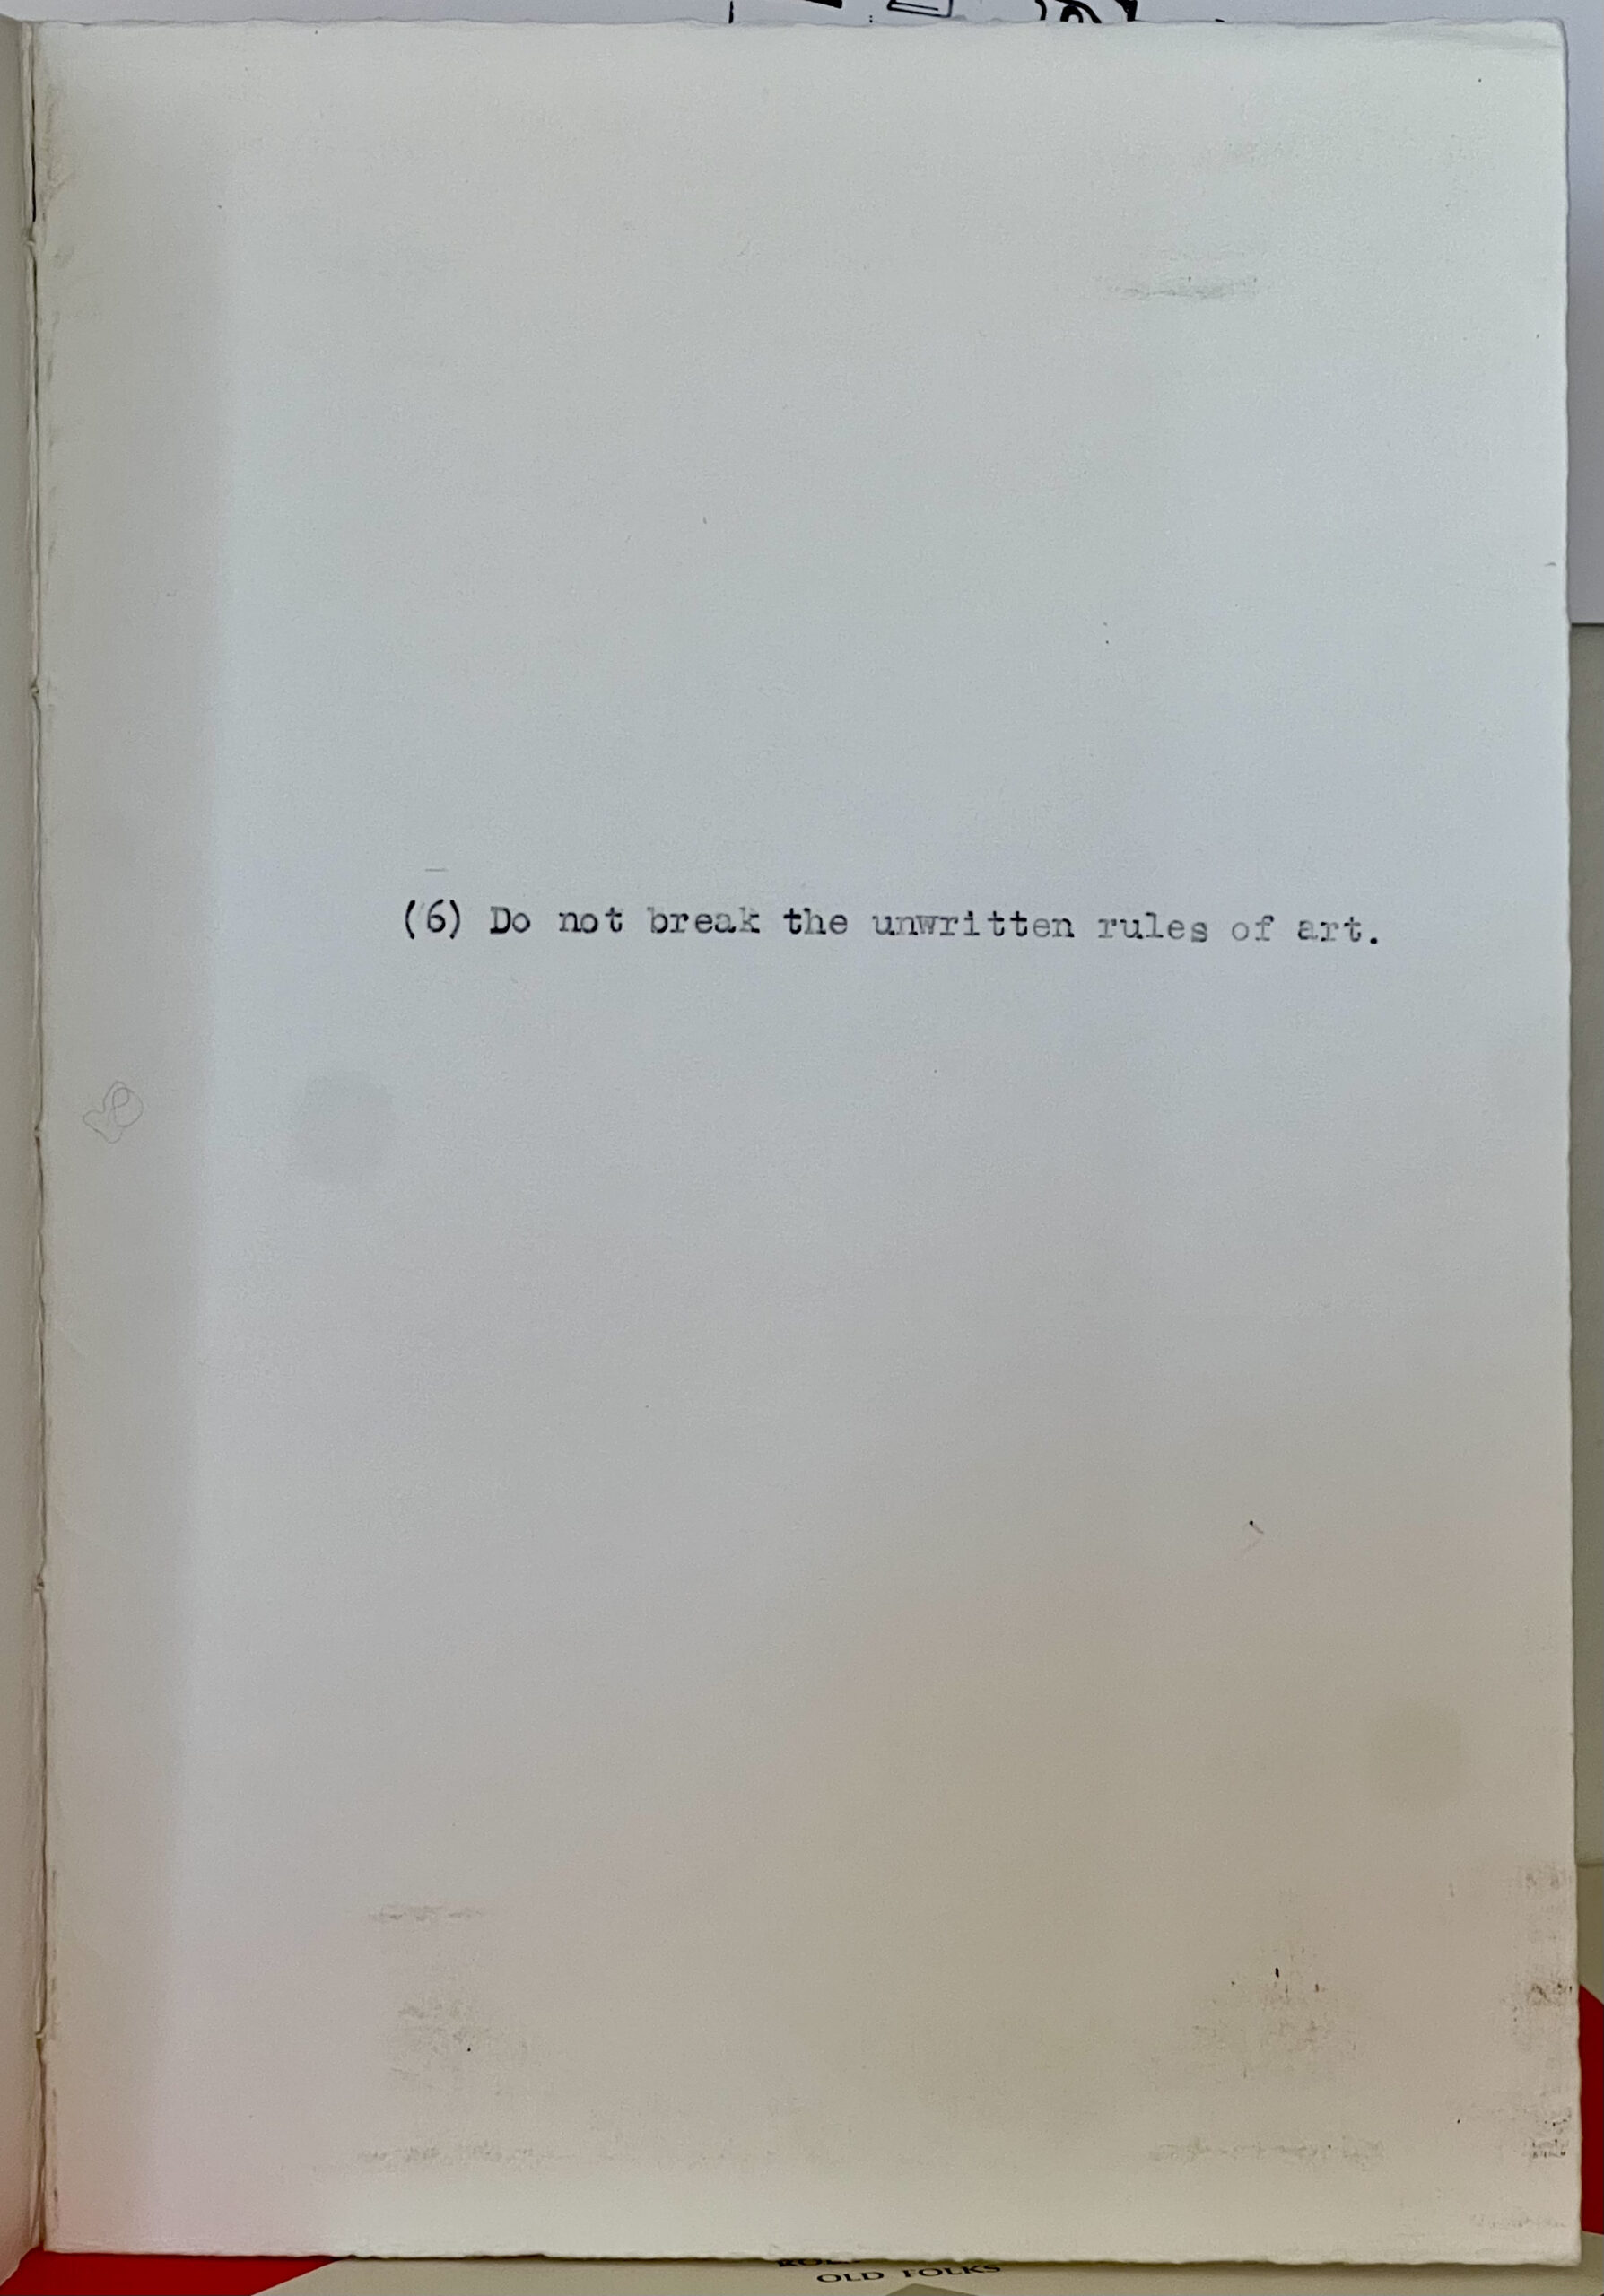 (6) Do not break the unwritten rules of art.
OLD FOLKS